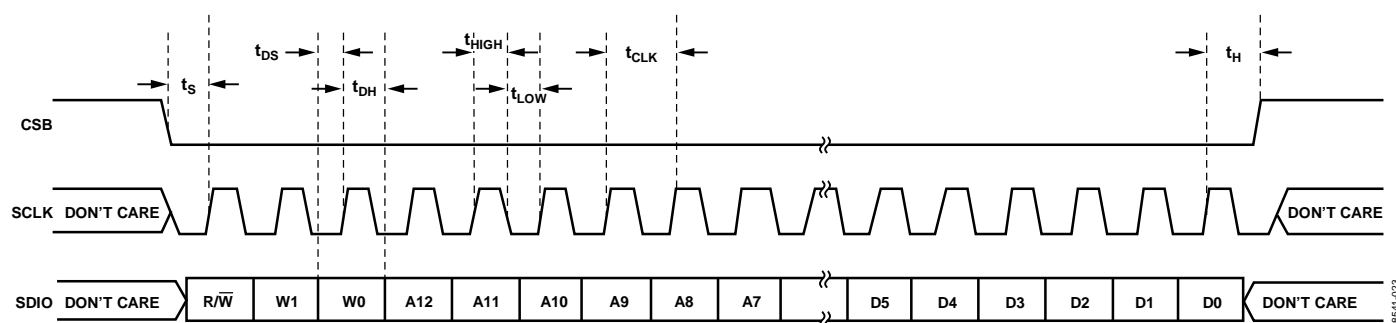 tDS
tHIGH
tCLK
tH
tS
tDH
tLOW
CSB
SCLK DON'T CARE
DON'T CARE
SDIO DON'T CARE R/W̅ W1 W0 A12 A11 A10 A9 A8 A7 D5 D4 D3 D2 D1 D0 DON'T CARE